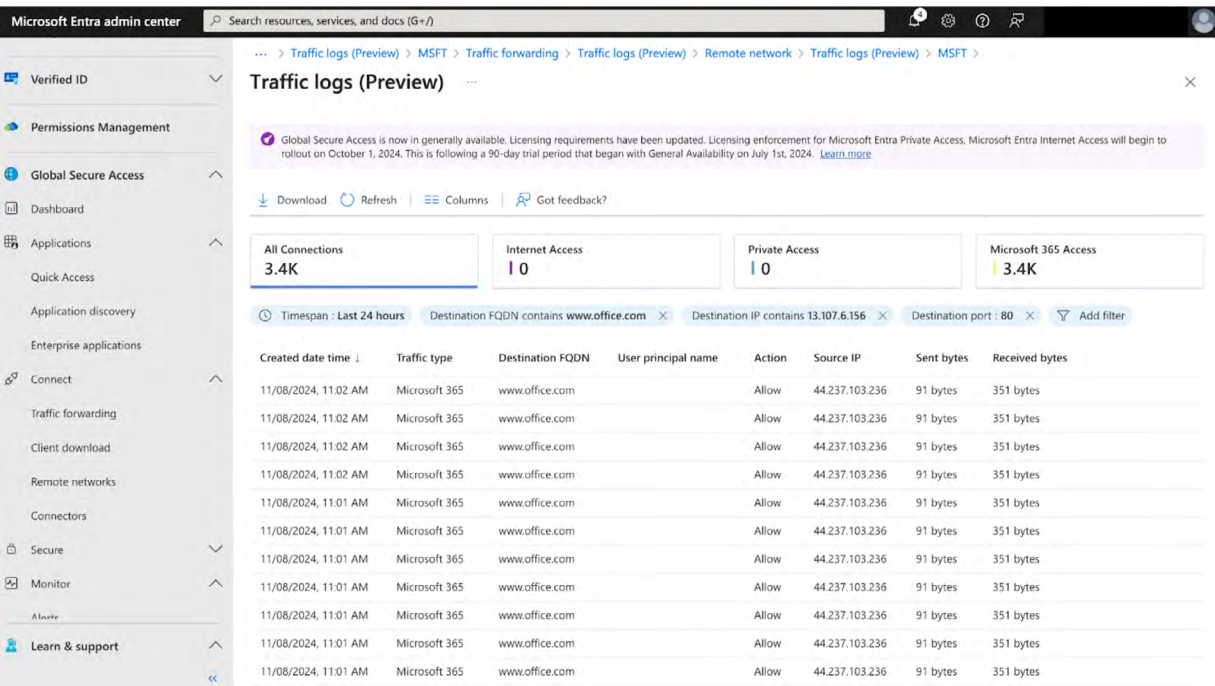 Microsoft Entra admin center
Search resources, services, and docs (G+/)
4
Verified ID
Permissions Management
Global Secure Access
Dashboard
Applications
Quick Access
Application discovery
Enterprise applications
Connect
Traffic forwarding
Client download
Remote networks
Connectors
Secure
Monitor
Alerts
Learn & support
«
... > Traffic logs (Preview) > MSFT > Traffic forwarding > Traffic logs (Preview) > Remote network > Traffic logs (Preview) > MSFT >
Traffic logs (Preview) ...
Global Secure Access is now in generally available. Licensing requirements have been updated. Licensing enforcement for Microsoft Entra Private Access, Microsoft Entra Internet Access will begin to
rollout on October 1, 2024. This is following a 90-day trial period that began with General Availability on July 1st, 2024. Learn more
Download Refresh Columns Got feedback?
All Connections Internet Access Private Access Microsoft 365 Access
3.4K 0 0 3.4K
Timespan : Last 24 hours Destination FQDN contains www.office.com Destination IP contains 13.107.6.156 Destination port : 80 Add filter
Created date time ↓ Traffic type Destination FQDN User principal name Action Source IP Sent bytes Received bytes
11/08/2024, 11:02 AM Microsoft 365 www.office.com Allow 44.237.103.236 91 bytes 351 bytes
11/08/2024, 11:02 AM Microsoft 365 www.office.com Allow 44.237.103.236 91 bytes 351 bytes
11/08/2024, 11:02 AM Microsoft 365 www.office.com Allow 44.237.103.236 91 bytes 351 bytes
11/08/2024, 11:02 AM Microsoft 365 www.office.com Allow 44.237.103.236 91 bytes 351 bytes
11/08/2024, 11:01 AM Microsoft 365 www.office.com Allow 44.237.103.236 91 bytes 351 bytes
11/08/2024, 11:01 AM Microsoft 365 www.office.com Allow 44.237.103.236 91 bytes 351 bytes
11/08/2024, 11:01 AM Microsoft 365 www.office.com Allow 44.237.103.236 91 bytes 351 bytes
11/08/2024, 11:01 AM Microsoft 365 www.office.com Allow 44.237.103.236 91 bytes 351 bytes
11/08/2024, 11:01 AM Microsoft 365 www.office.com Allow 44.237.103.236 91 bytes 351 bytes
11/08/2024, 11:01 AM Microsoft 365 www.office.com Allow 44.237.103.236 91 bytes 351 bytes
11/08/2024, 11:01 AM Microsoft 365 www.office.com Allow 44.237.103.236 91 bytes 351 bytes